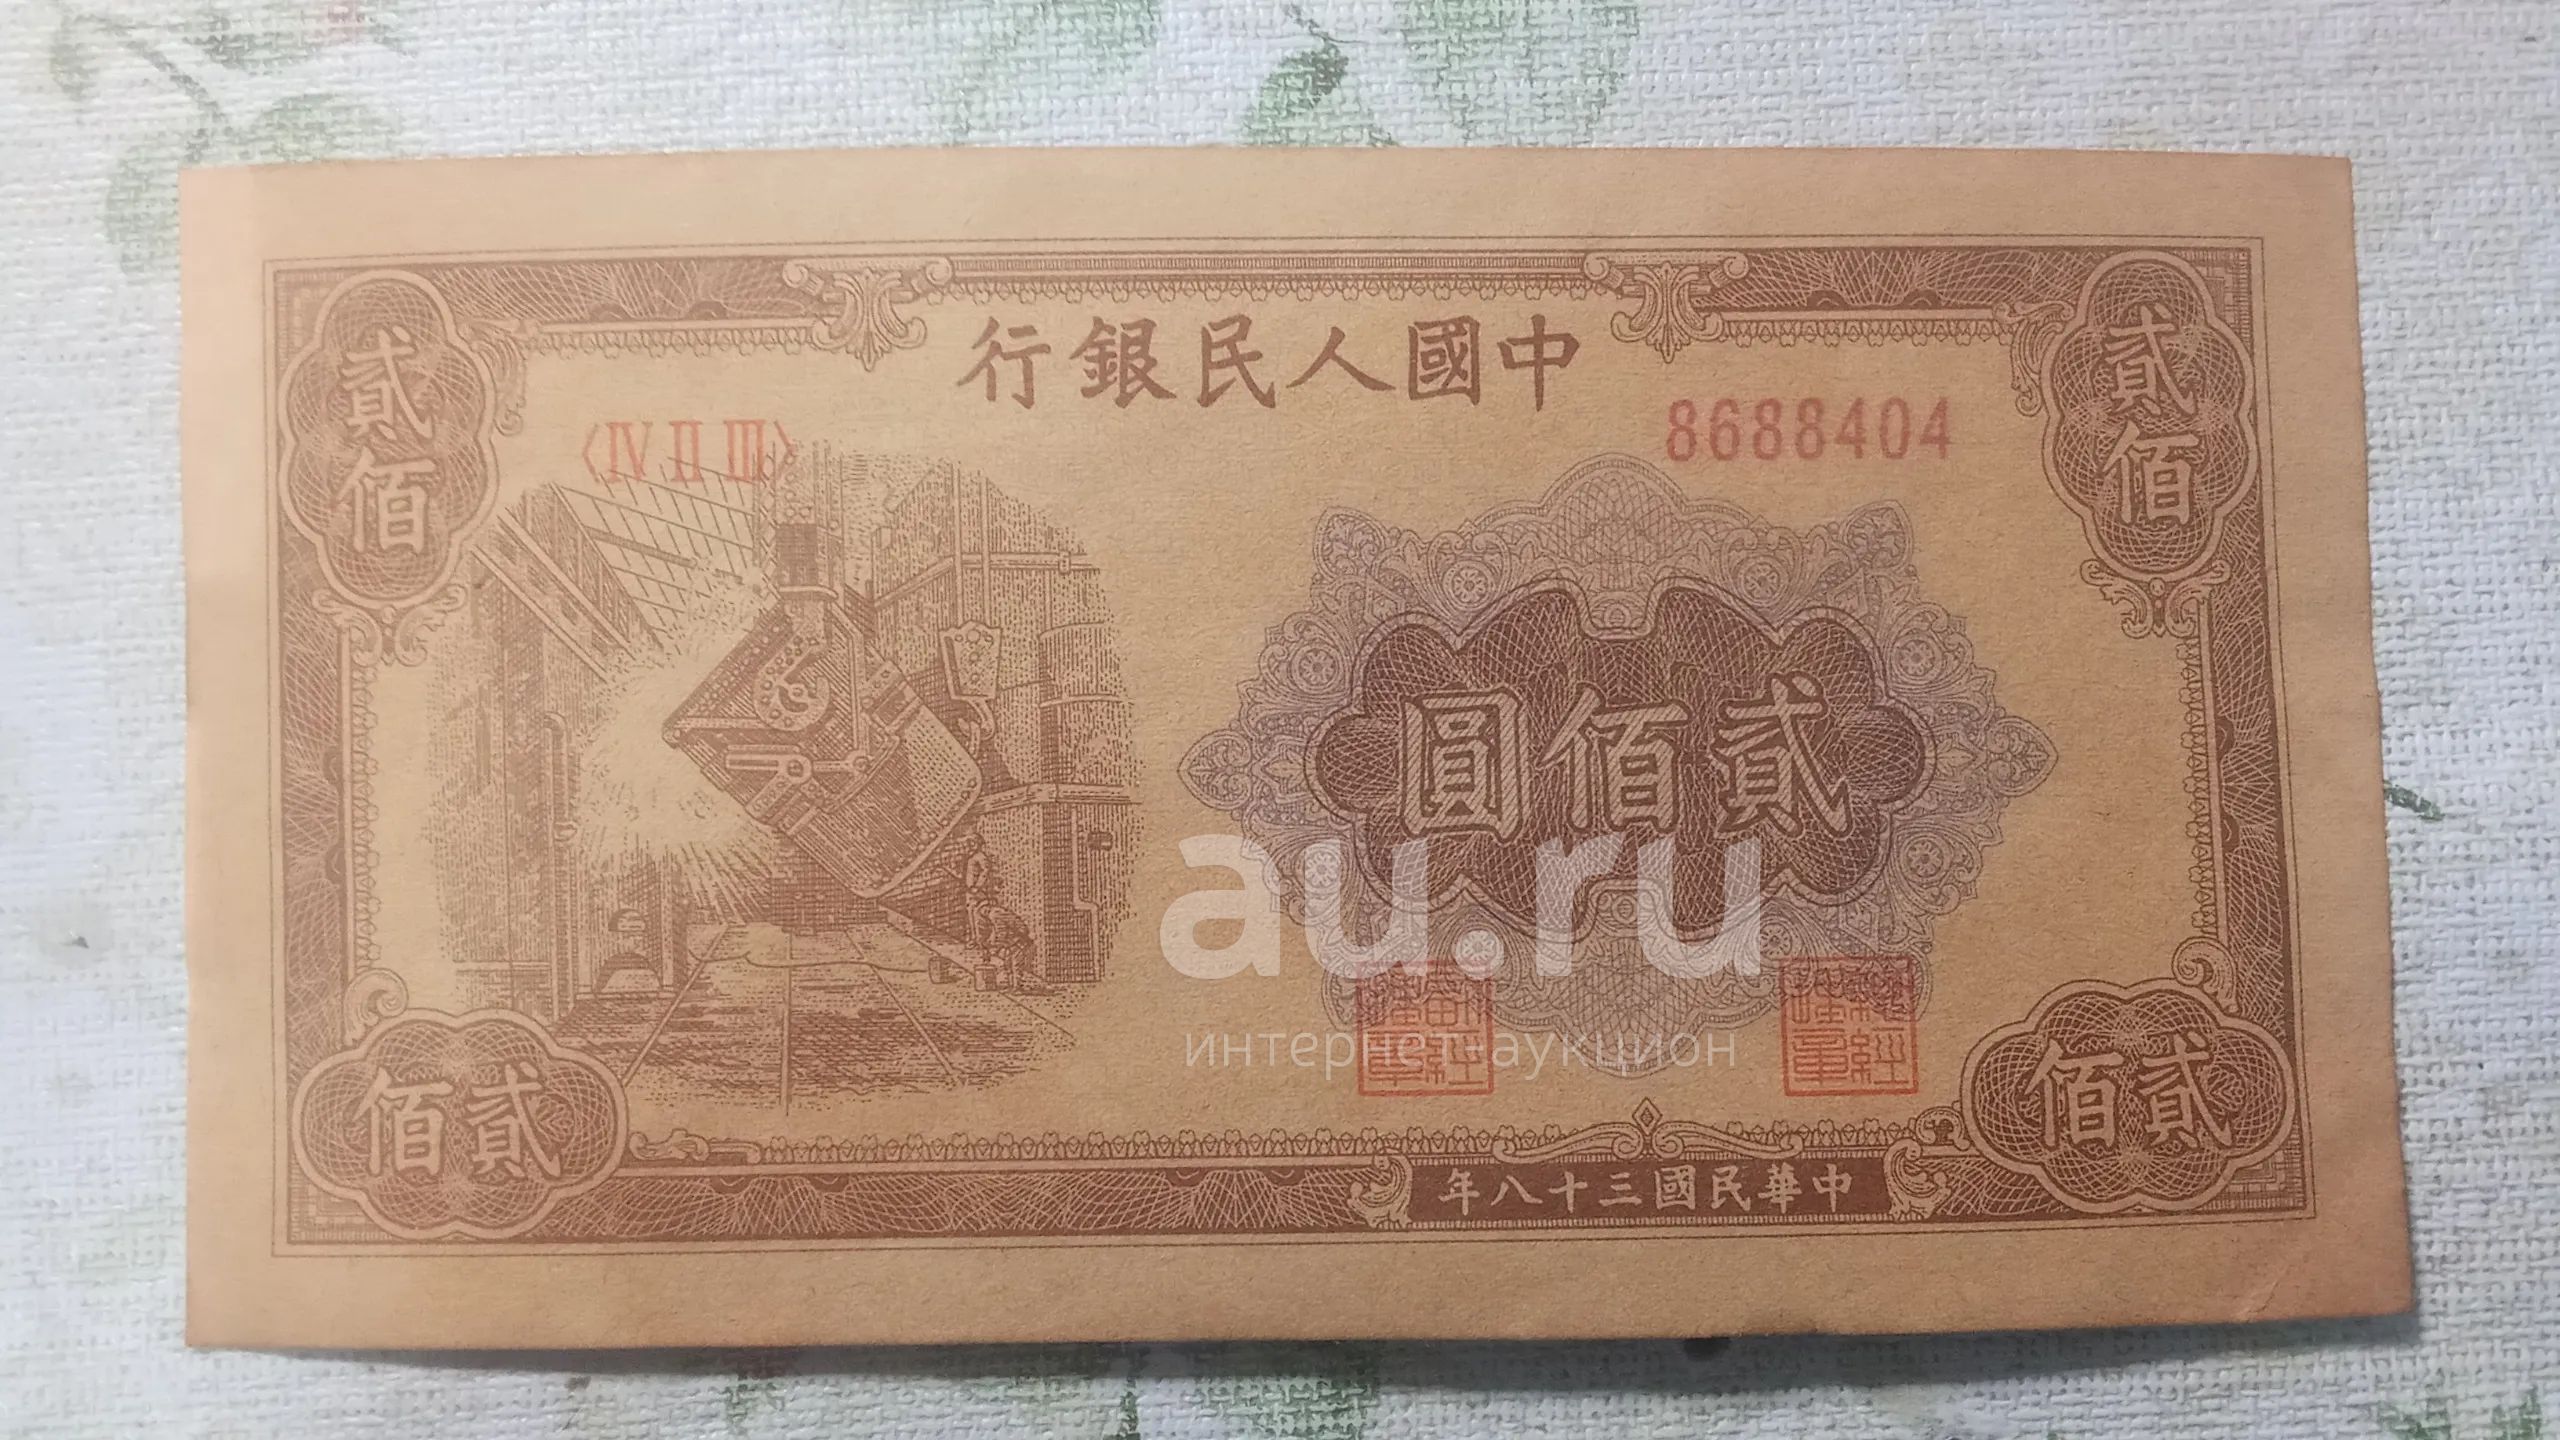 行銀民人國中
〈Ⅳ Ⅱ Ⅲ〉
8688404
貳佰
貳佰
圓佰貳
au.ru
интернет-аукцион
佰貳
佰貳
年八十三國民華中